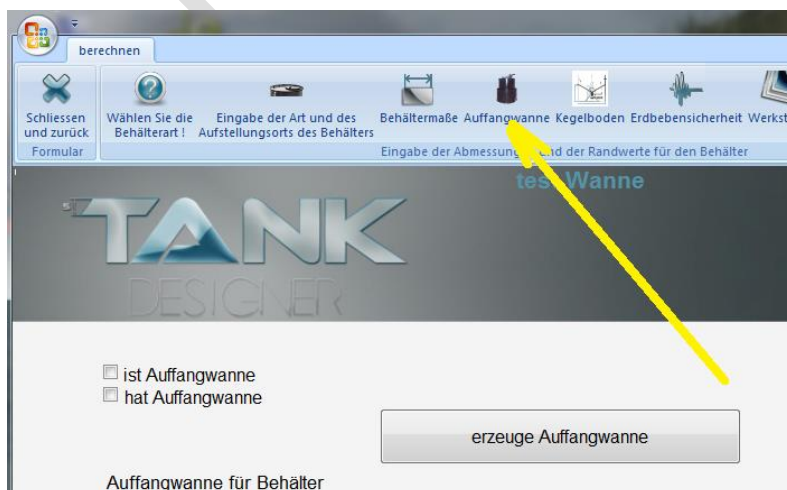 berechnen
Schliessen und zurück
Wählen Sie die Behälterart !
Eingabe der Art und des Aufstellungsorts des Behälters
Behältermaße
Auffangwanne
Kegelboden
Erdbebensicherheit
Formular
Eingabe der Abmessungen und der Randwerte für den Behälter
test Wanne
TANK
DESIGNER
ist Auffangwanne
hat Auffangwanne
erzeuge Auffangwanne
Auffangwanne für Behälter